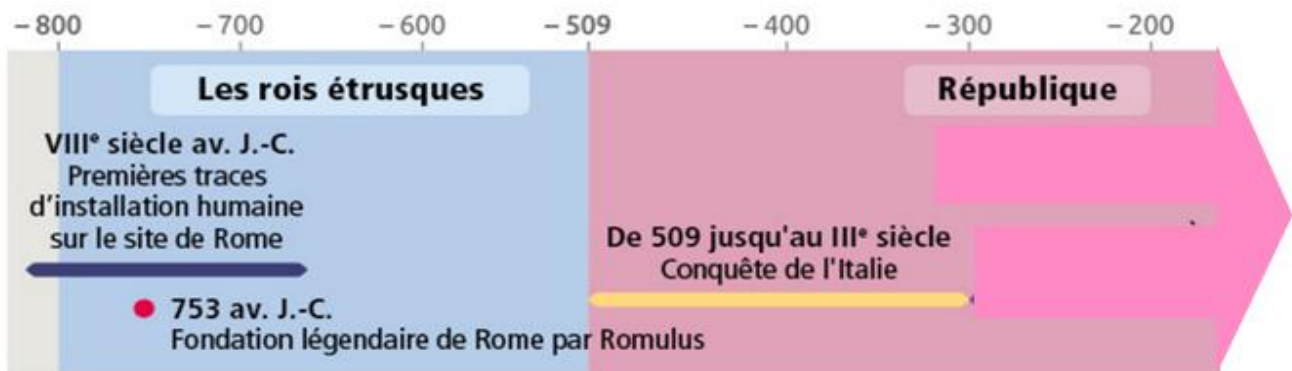 –800 –700 –600 –509 –400 –300 –200
Les rois étrusques
République
VIIIᵉ siècle av. J.-C.
Premières traces
d'installation humaine
sur le site de Rome
De 509 jusqu'au IIIᵉ siècle
Conquête de l'Italie
753 av. J.-C.
Fondation légendaire de Rome par Romulus